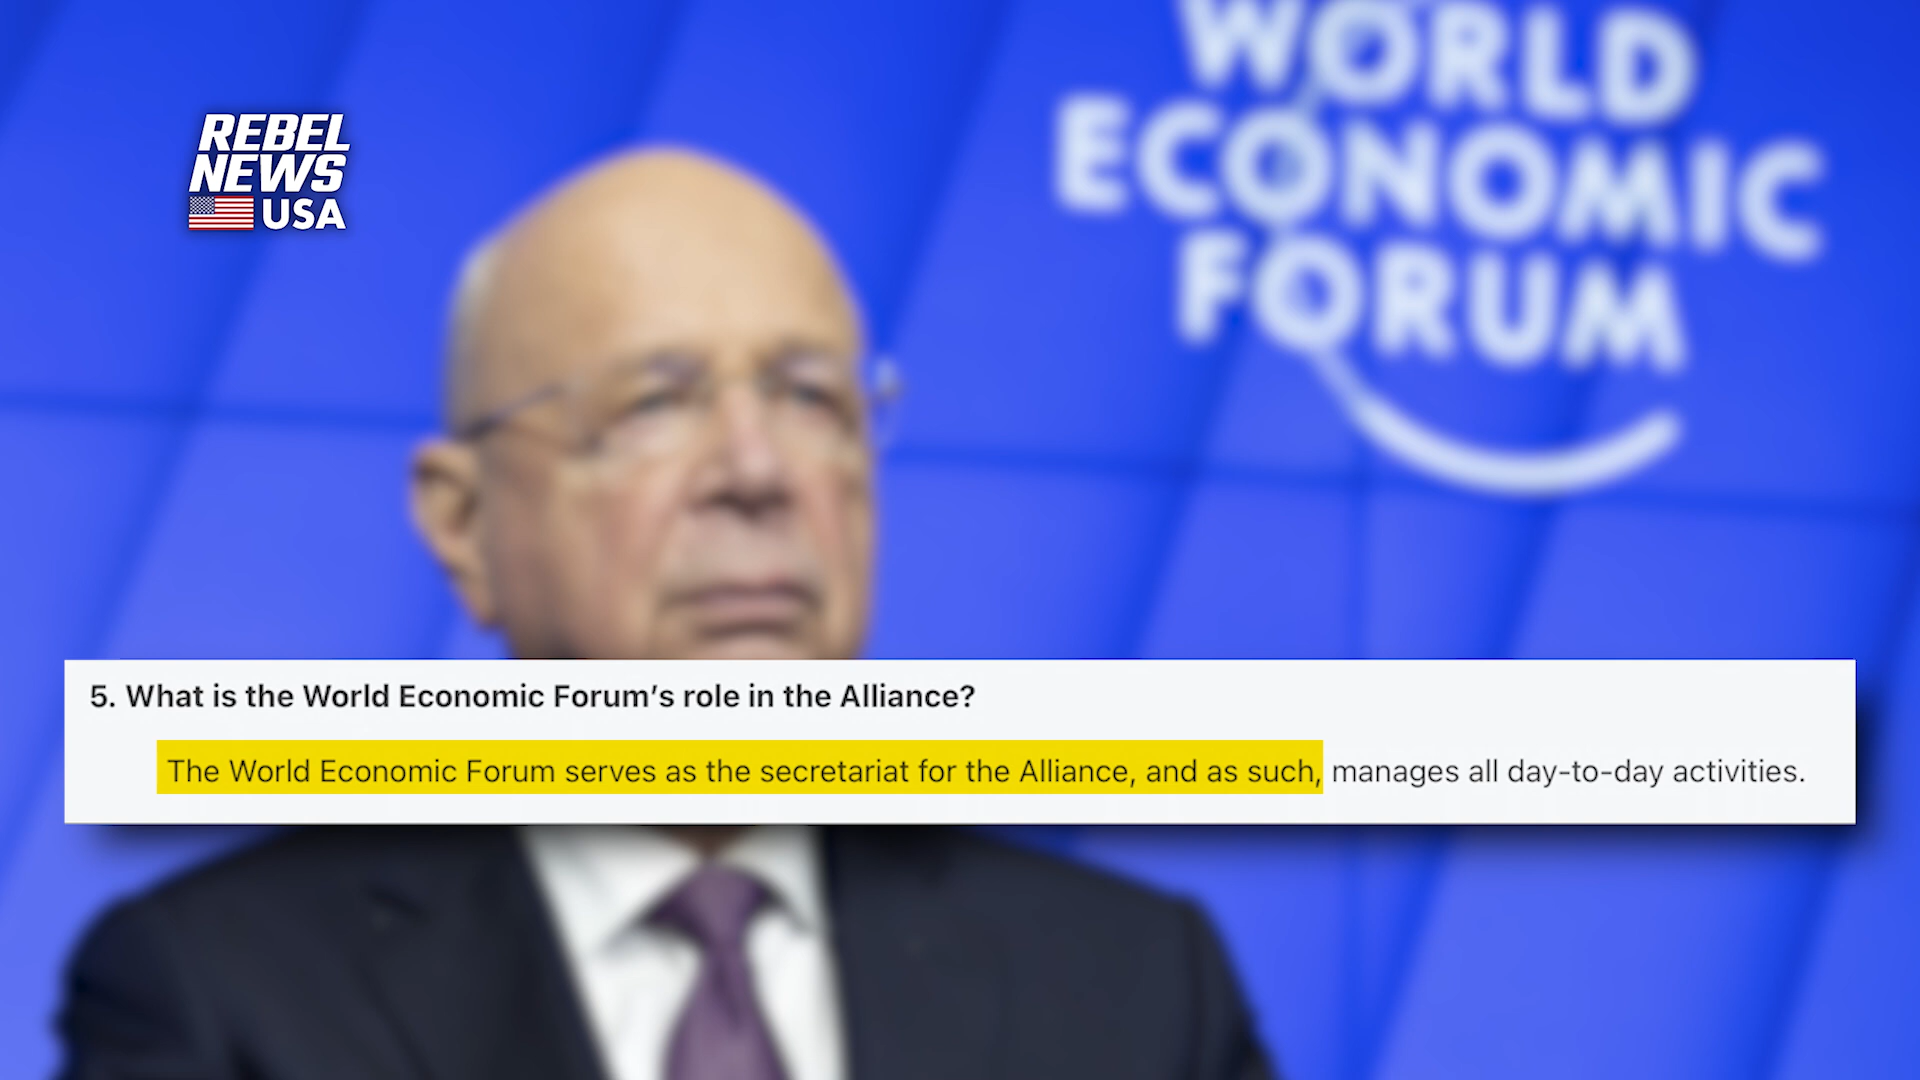 WORLD
ECONOMIC
FORUM
REBEL
NEWS
USA
5. What is the World Economic Forum’s role in the Alliance?
The World Economic Forum serves as the secretariat for the Alliance, and as such, manages all day-to-day activities.